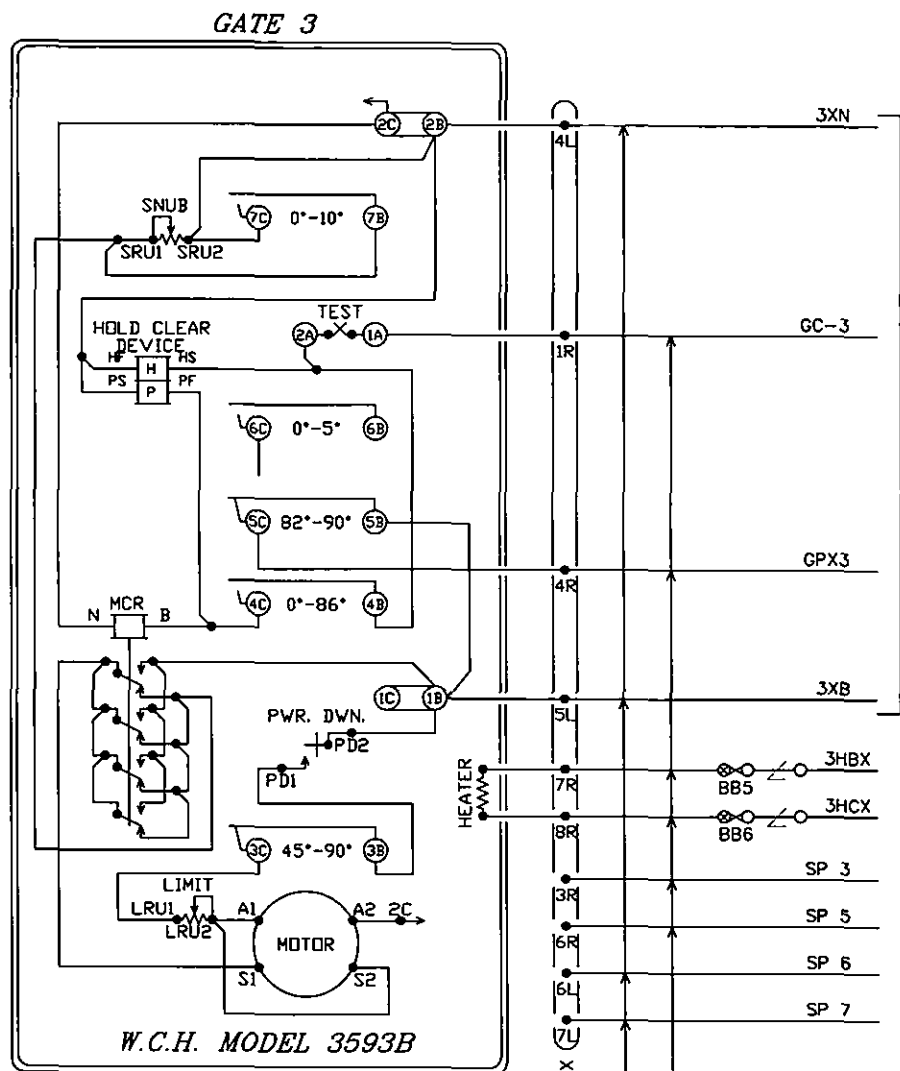 GATE 3
2C 2B 4L 3XN
SNUB
7C 0°-10° 7B
SRU1 SRU2
TEST
HOLD CLEAR
DEVICE
2A 1A 1R GC-3
HF H HS
PS P PF
6C 0°-5° 6B
5C 82°-90° 5B
4R GPX3
4C 0°-86° 4B
MCR
N B
1C 1B 5L 3XB
PWR. DWN.
PD2
PD1
HEATER
7R BB5 3HBX
8R BB6 3HCX
3C 45°-90° 3B
3R SP 3
LIMIT
LRU1 LRU2 A1 A2 2C
6R SP 5
MOTOR
S1 S2
6L SP 6
7L SP 7
W.C.H. MODEL 3593B
X